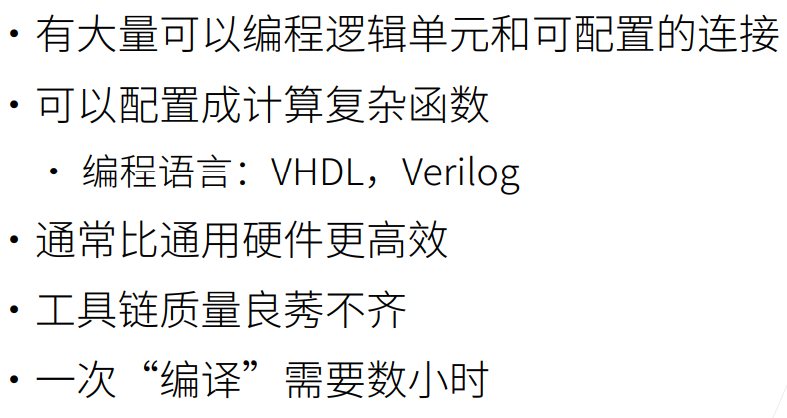 • 有大量可以编程逻辑单元和可配置的连接
• 可以配置成计算复杂函数
• 编程语言：VHDL，Verilog
• 通常比通用硬件更高效
• 工具链质量良莠不齐
• 一次“编译”需要数小时